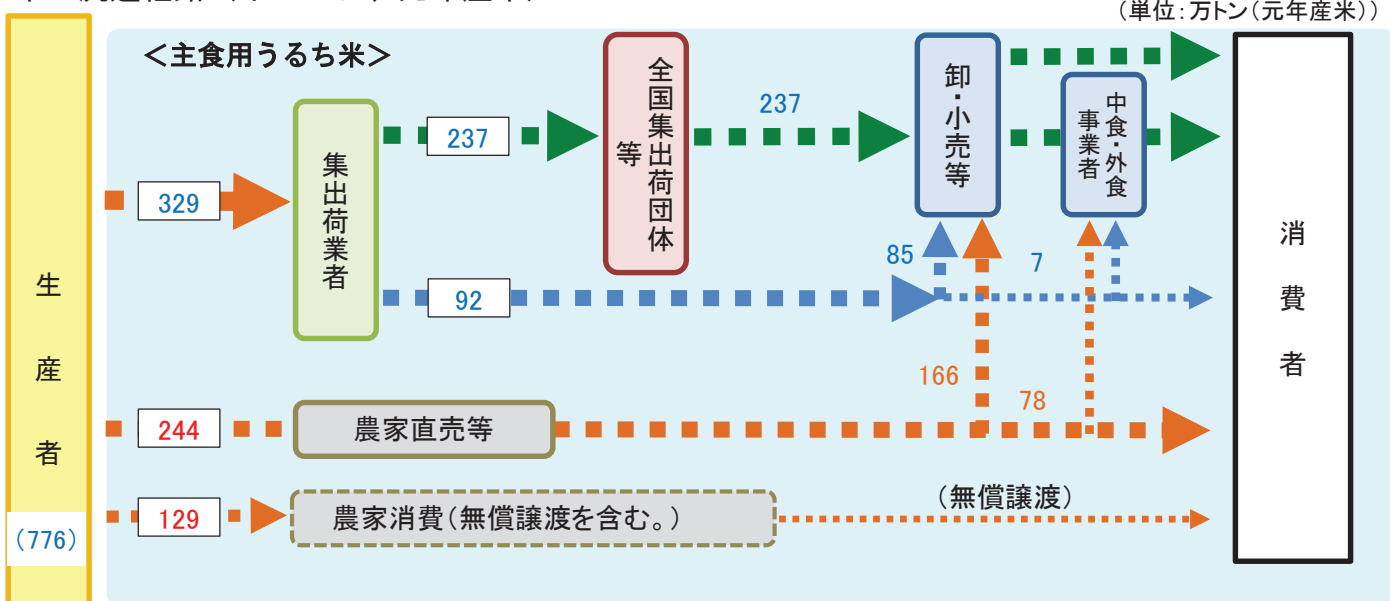 (単位:万トン(元年産米))
<主食用うるち米>
生産者
(776)
329
集出荷業者
237
全国集出荷団体等
237
卸・小売等
中食・外食事業者
消費者
92
85
7
166
78
244
農家直売等
129
農家消費(無償譲渡を含む。)
(無償譲渡)